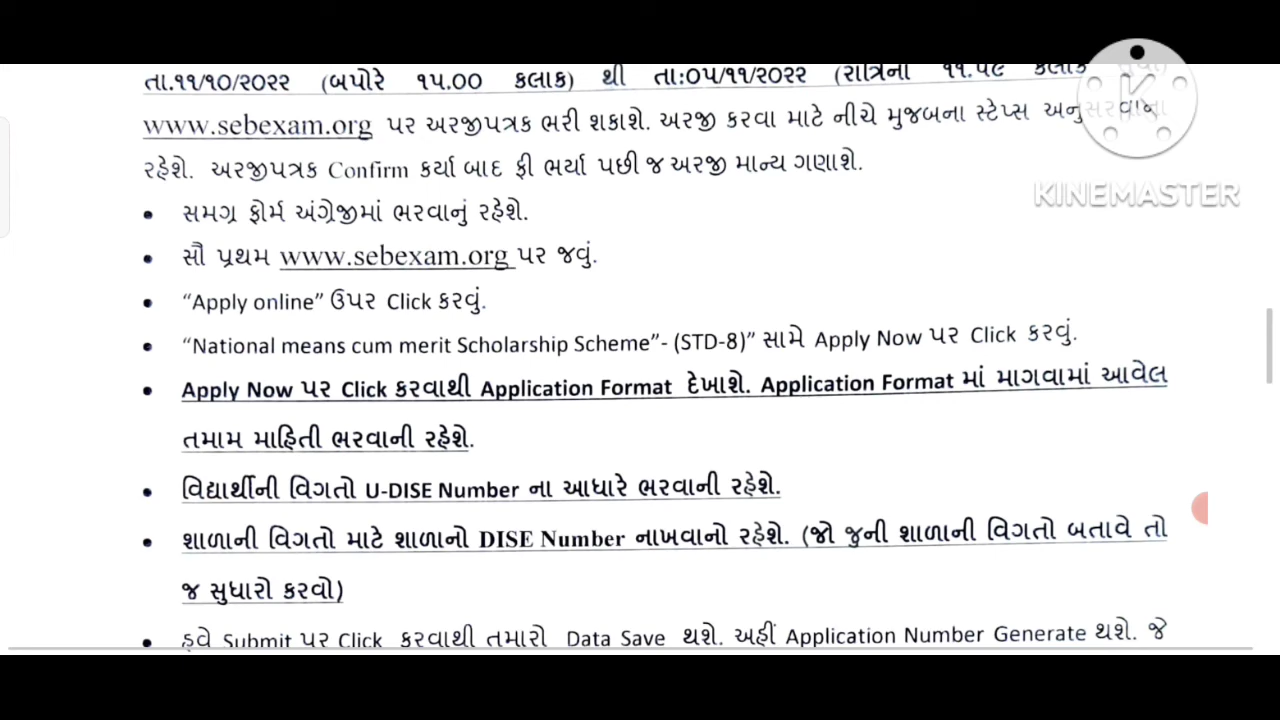 તા.૧૧/૧૦/૨૦૨૨ (બપોરે ૧૫.૦૦ કલાક) થી તા:૦૫/૧૧/૨૦૨૨ (રાત્રિના ૧૧.૫૯ કલાક
www.sebexam.org પર અરજીપત્રક ભરી શકાશે. અરજી કરવા માટે નીચે મુજબના સ્ટેપ્સ અનુસરવાના
રહેશે. અરજીપત્રક Confirm કર્યા બાદ ફી ભર્યા પછી જ અરજી માન્ય ગણાશે.
• સમગ્ર ફોર્મ અંગ્રેજીમાં ભરવાનું રહેશે.
• સૌ પ્રથમ www.sebexam.org પર જવું.
• “Apply online” ઉપર Click કરવું.
• “National means cum merit Scholarship Scheme”- (STD-8)” સામે Apply Now પર Click કરવું.
• Apply Now પર Click કરવાથી Application Format દેખાશે. Application Format માં માગવામાં આવેલ
તમામ માહિતી ભરવાની રહેશે.
• વિદ્યાર્થીની વિગતો U-DISE Number ના આધારે ભરવાની રહેશે.
• શાળાની વિગતો માટે શાળાનો DISE Number નાખવાનો રહેશે. (જો જુની શાળાની વિગતો બતાવે તો
જ સુધારો કરવો)
• હવે Submit પર Click કરવાથી તમારો Data Save થશે. અહીં Application Number Generate થશે. જે
KINEMASTER